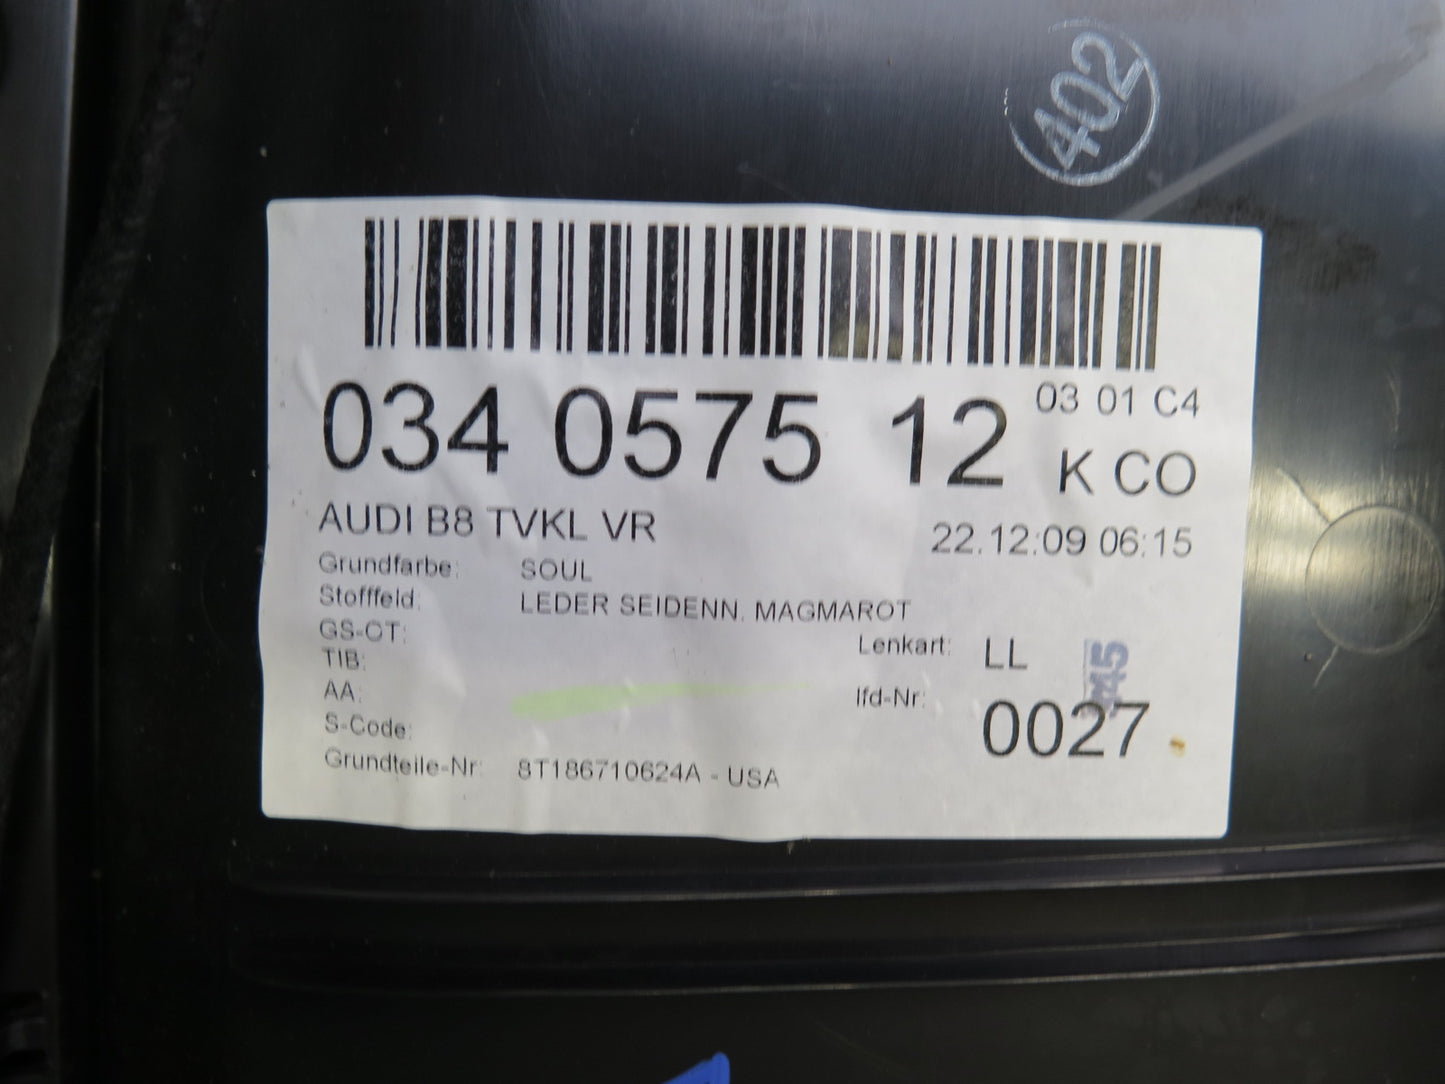 402
034 0575 12 03 01 C4
K CO
AUDI B8 TVKL VR 22.12:09 06:15
Grundfarbe: SOUL
Stofffeld: LEDER SEIDENN. MAGMAROT
GS-OT:
Lenkart: LL
TIB:
AA:
lfd-Nr: 0027
S-Code:
Grundteile-Nr: 8T186710624A - USA